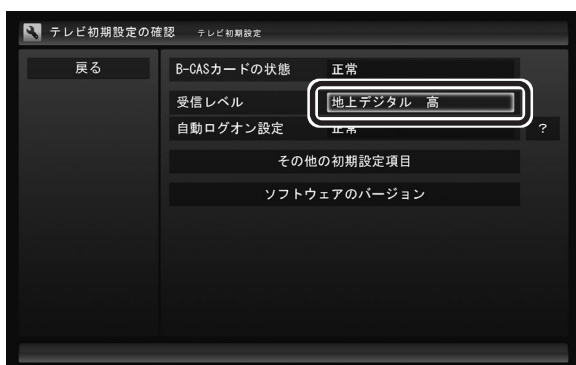 テレビ初期設定の確認 テレビ初期設定
戻る
B-CASカードの状態 正常
受信レベル 地上デジタル 高
自動ログオン設定 正常 ?
その他の初期設定項目
ソフトウェアのバージョン